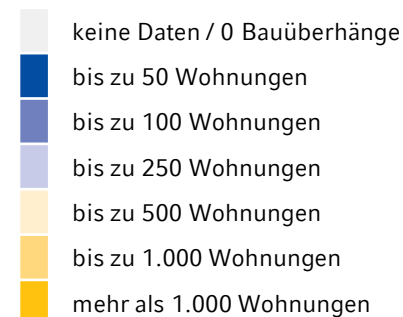 keine Daten / 0 Bauüberhänge
bis zu 50 Wohnungen
bis zu 100 Wohnungen
bis zu 250 Wohnungen
bis zu 500 Wohnungen
bis zu 1.000 Wohnungen
mehr als 1.000 Wohnungen